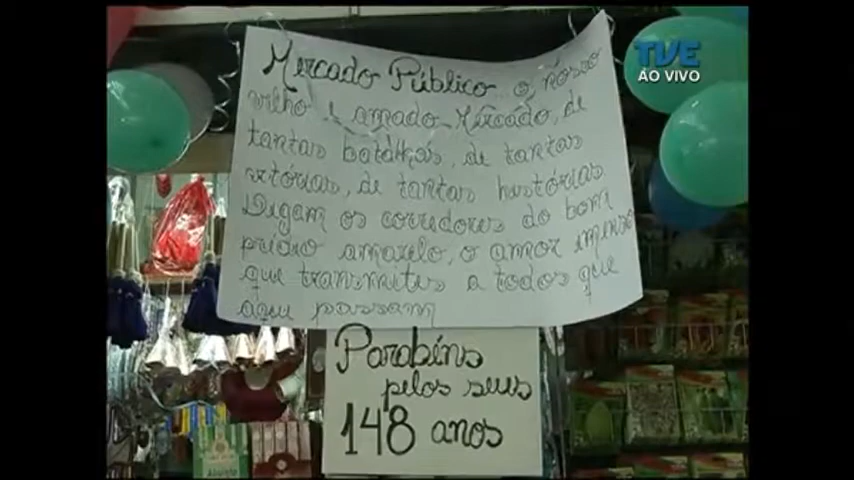 TVE
AO VIVO
Mercado Público o nosso
velho e amado Mercado, de
tantas batalhas, de tantas
vitórias, de tantas histórias
Digam os corredores do bom
prédio amarelo, o amor imenso
que transmites a todos que
aqui passam
Parabéns
pelos seus
148 anos